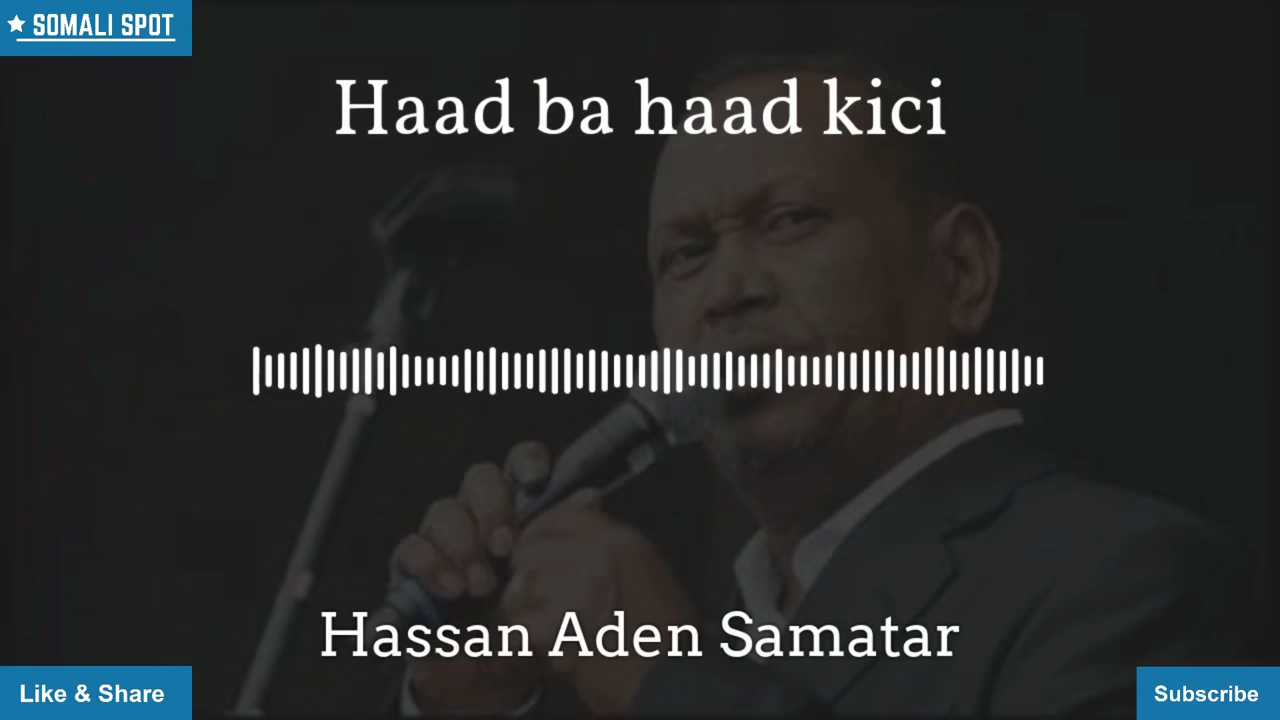 SOMALI SPOT
Haad ba haad kici
Hassan Aden Samatar
Like & Share
Subscribe